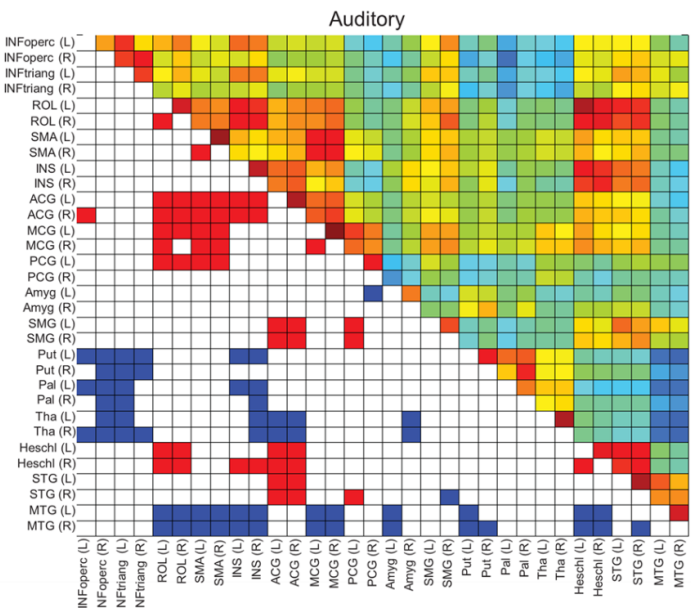 Auditory
INFoperc (L)
INFoperc (R)
INFtriang (L)
INFtriang (R)
ROL (L)
ROL (R)
SMA (L)
SMA (R)
INS (L)
INS (R)
ACG (L)
ACG (R)
MCG (L)
MCG (R)
PCG (L)
PCG (R)
Amyg (L)
Amyg (R)
SMG (L)
SMG (R)
Put (L)
Put (R)
Pal (L)
Pal (R)
Tha (L)
Tha (R)
Heschl (L)
Heschl (R)
STG (L)
STG (R)
MTG (L)
MTG (R)
INFoperc (L)
NFoperc (R)
NFtriang (L)
NFtriang (R)
ROL (L)
ROL (R)
SMA (L)
SMA (R)
INS (L)
INS (R)
ACG (L)
ACG (R)
MCG (L)
MCG (R)
PCG (L)
PCG (R)
Amyg (L)
Amyg (R)
SMG (L)
SMG (R)
Put (L)
Put (R)
Pal (L)
Pal (R)
Tha (L)
Tha (R)
Heschl (L)
Heschl (R)
STG (L)
STG (R)
MTG (L)
MTG (R)